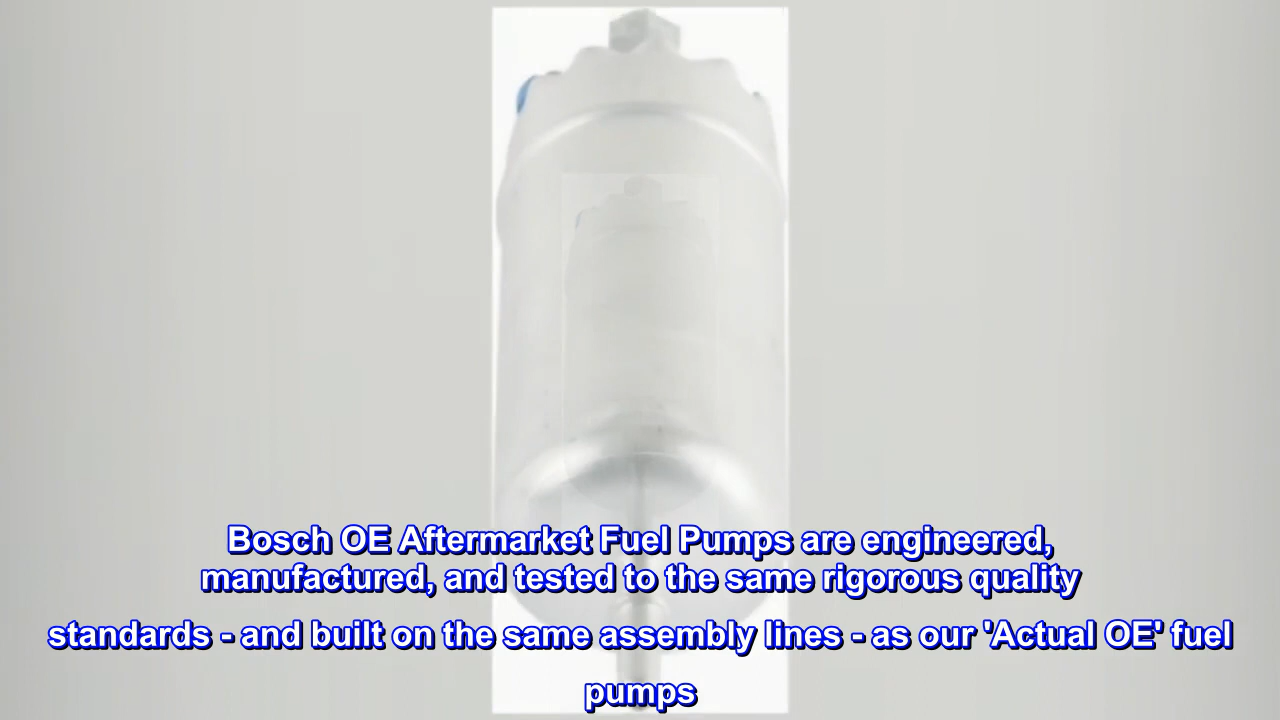 Bosch OE Aftermarket Fuel Pumps are engineered,
manufactured, and tested to the same rigorous quality
standards - and built on the same assembly lines - as our 'Actual OE' fuel
pumps